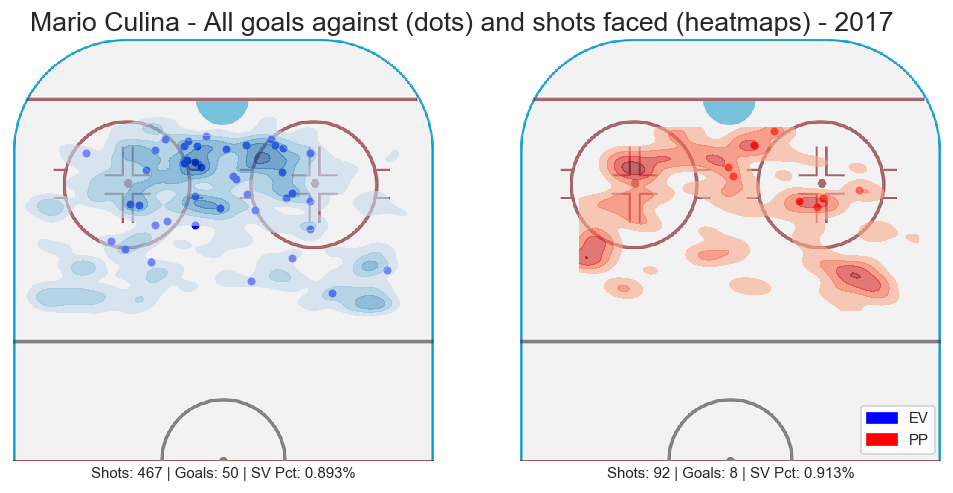 Mario Culina - All goals against (dots) and shots faced (heatmaps) - 2017
EV
PP
Shots: 467 | Goals: 50 | SV Pct: 0.893%
Shots: 92 | Goals: 8 | SV Pct: 0.913%